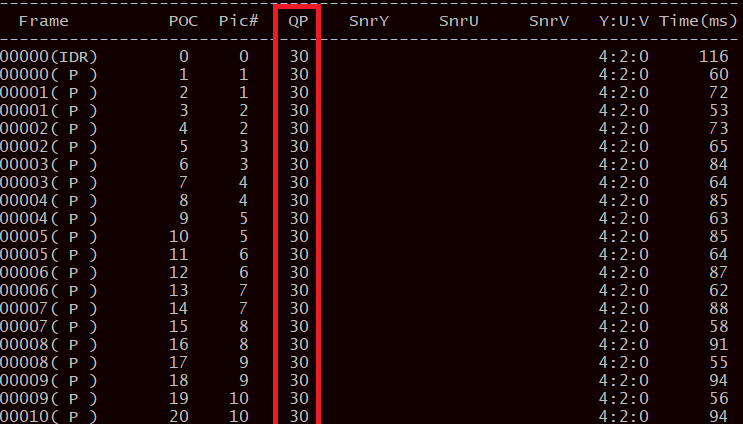 Frame POC Pic# QP SnrY SnrU SnrV Y:U:V Time(ms)
00000(IDR) 0 0 30 4:2:0 116
00000( P ) 1 1 30 4:2:0 60
00001( P ) 2 1 30 4:2:0 72
00001( P ) 3 2 30 4:2:0 53
00002( P ) 4 2 30 4:2:0 73
00002( P ) 5 3 30 4:2:0 65
00003( P ) 6 3 30 4:2:0 84
00003( P ) 7 4 30 4:2:0 64
00004( P ) 8 4 30 4:2:0 85
00004( P ) 9 5 30 4:2:0 63
00005( P ) 10 5 30 4:2:0 85
00005( P ) 11 6 30 4:2:0 64
00006( P ) 12 6 30 4:2:0 87
00006( P ) 13 7 30 4:2:0 62
00007( P ) 14 7 30 4:2:0 88
00007( P ) 15 8 30 4:2:0 58
00008( P ) 16 8 30 4:2:0 91
00008( P ) 17 9 30 4:2:0 55
00009( P ) 18 9 30 4:2:0 94
00009( P ) 19 10 30 4:2:0 56
00010( P ) 20 10 30 4:2:0 94